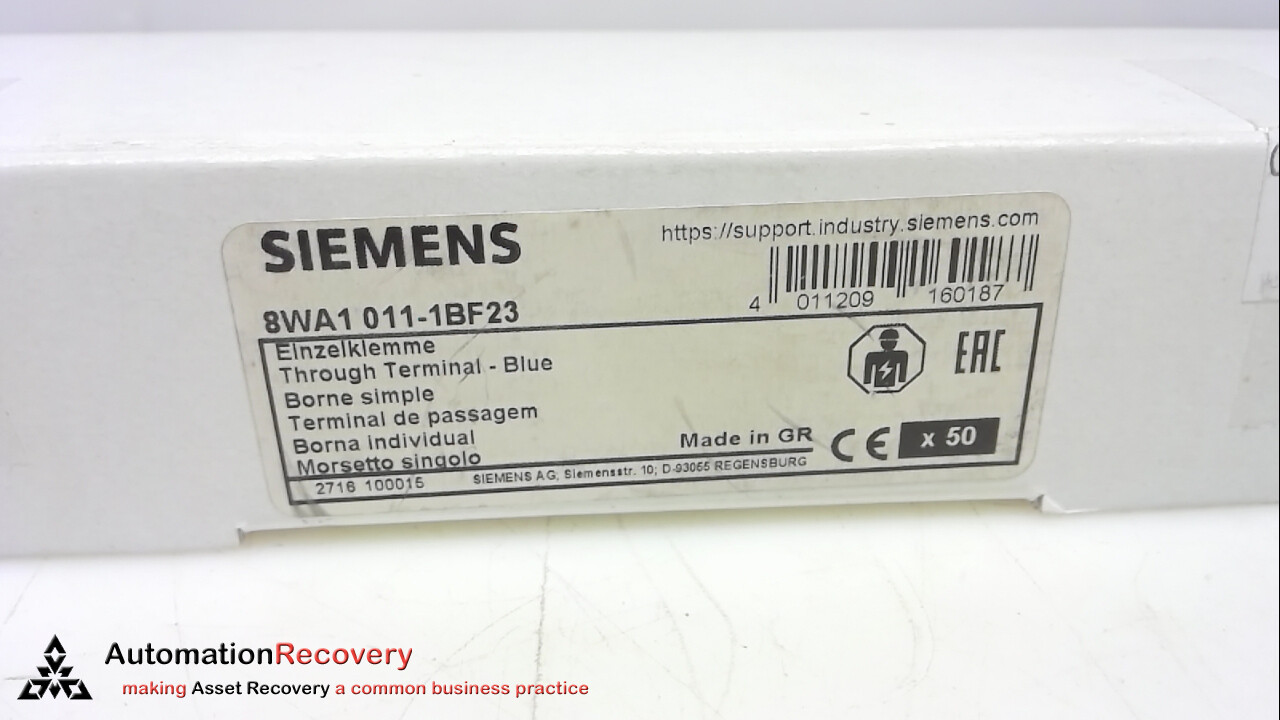 SIEMENS
https://support.industry.siemens.com
4 011209 160187
8WA1 011-1BF23
Einzelklemme
Through Terminal - Blue
Borne simple
Terminal de passagem
Borna individual
Morsetto singolo
EAC
Made in GR
CE
x 50
2716 100015
SIEMENS AG, Siemensstr. 10; D-93055 REGENSBURG
AutomationRecovery
making Asset Recovery a common business practice